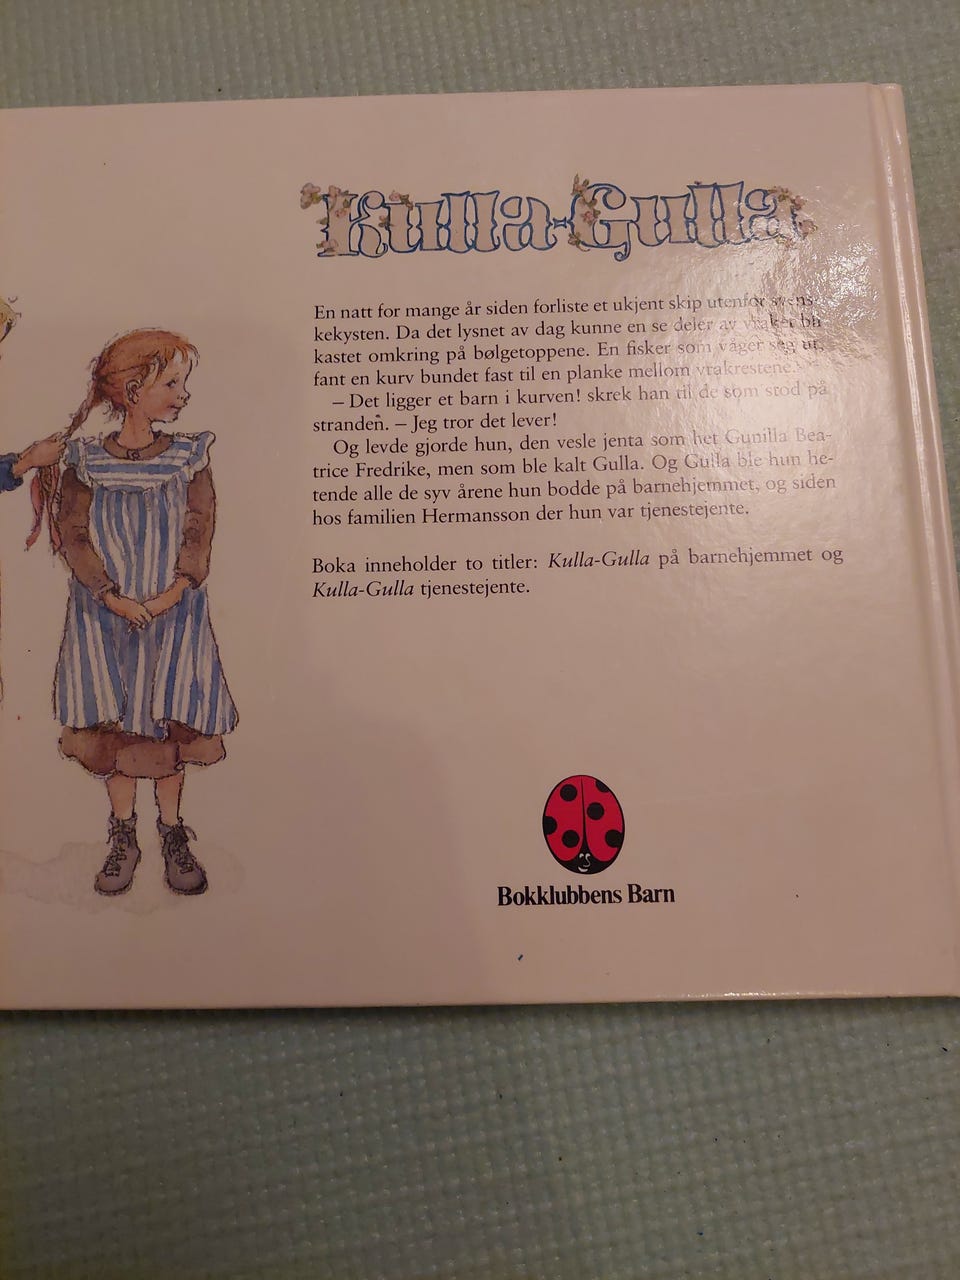 Kulla-Gulla
En natt for mange år siden forliste et ukjent skip utenfor svens-
kekysten. Da det lysnet av dag kunne en se deler av vraket bli
kastet omkring på bølgetoppene. En fisker som våger seg ut,
fant en kurv bundet fast til en planke mellom vrakrestene.
– Det ligger et barn i kurven! skrek han til de som stod på
stranden. – Jeg tror det lever!
Og levde gjorde hun, den vesle jenta som het Gunilla Bea-
trice Fredrike, men som ble kalt Gulla. Og Gulla ble hun he-
tende alle de syv årene hun bodde på barnehjemmet, og siden
hos familien Hermansson der hun var tjenestejente.
Boka inneholder to titler: Kulla-Gulla på barnehjemmet og
Kulla-Gulla tjenestejente.
Bokklubbens Barn